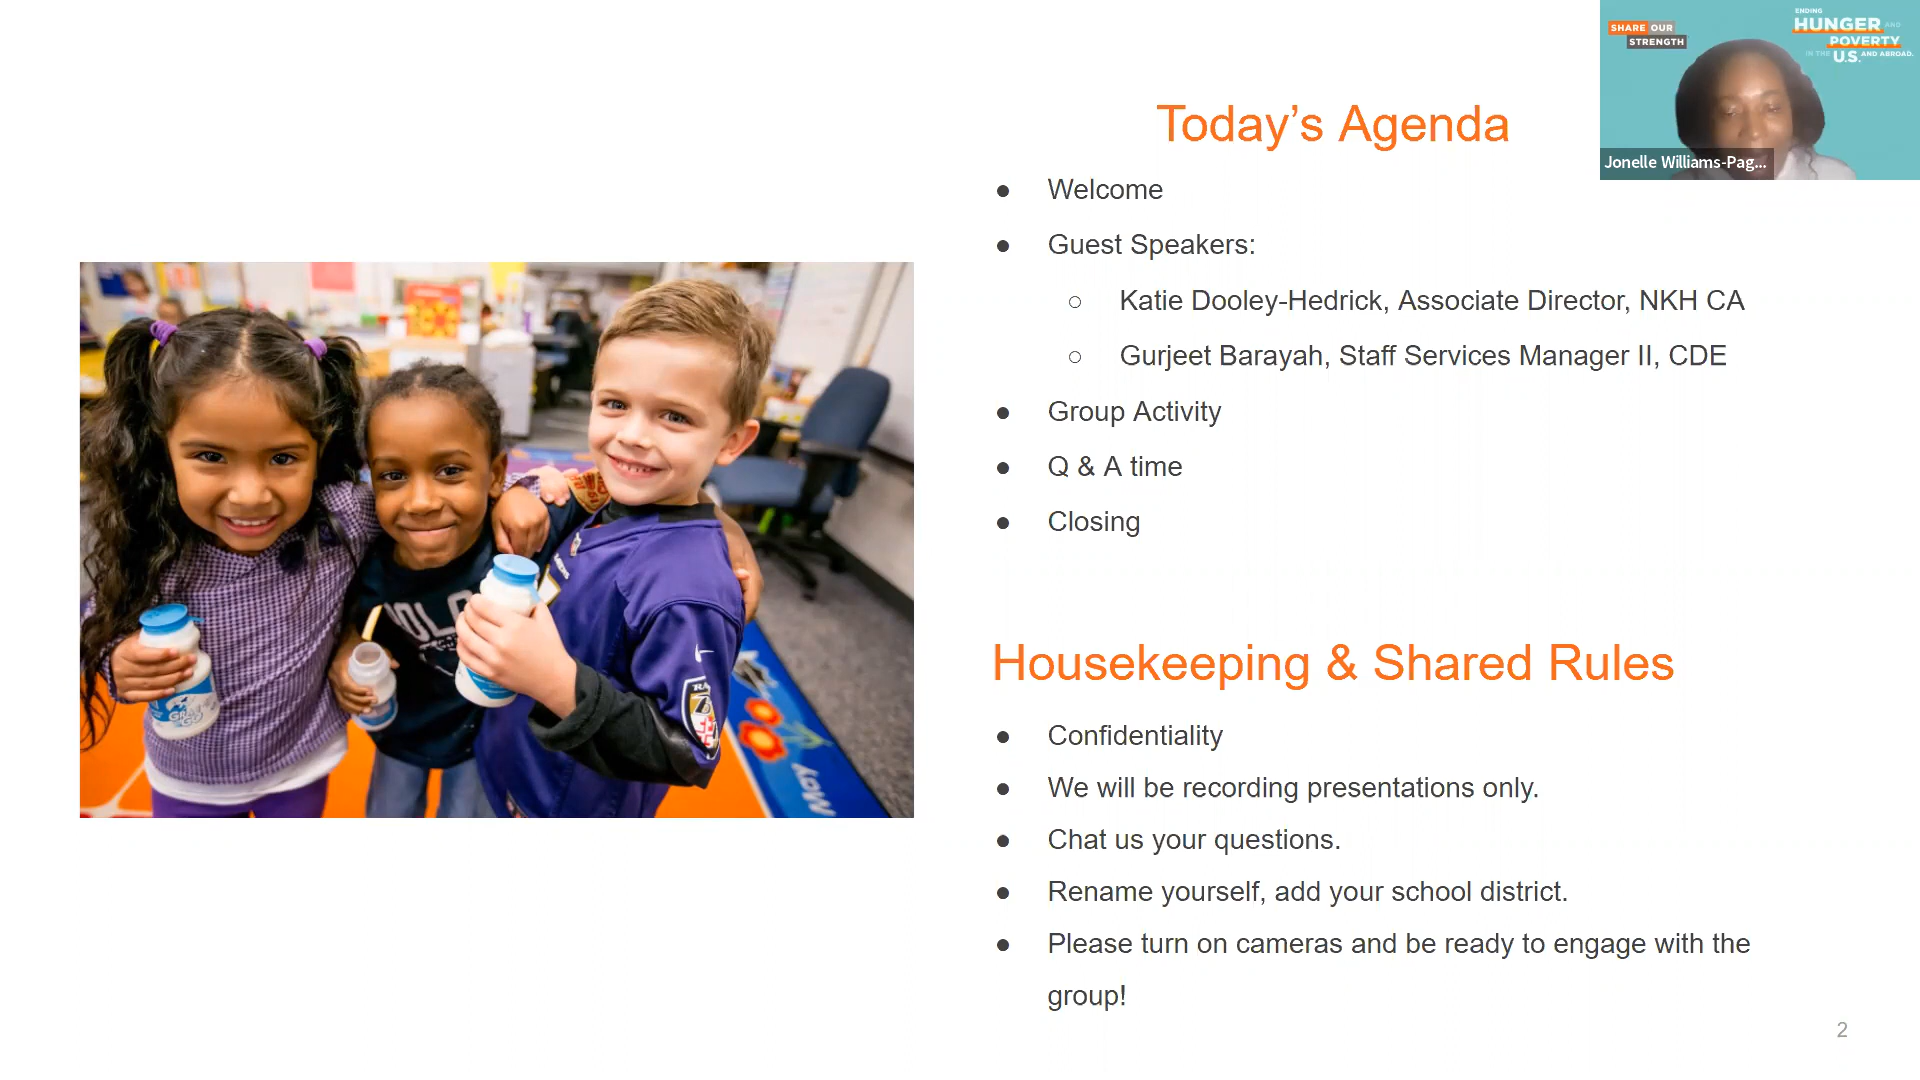 SHARE OUR
STRENGTH
ENDING
HUNGER AND
POVERTY
IN THE U.S. AND ABROAD.
Jonelle Williams-Pag...
Today’s Agenda
● Welcome
● Guest Speakers:
○ Katie Dooley-Hedrick, Associate Director, NKH CA
○ Gurjeet Barayah, Staff Services Manager II, CDE
● Group Activity
● Q & A time
● Closing
Housekeeping & Shared Rules
● Confidentiality
● We will be recording presentations only.
● Chat us your questions.
● Rename yourself, add your school district.
● Please turn on cameras and be ready to engage with the
group!
May
2